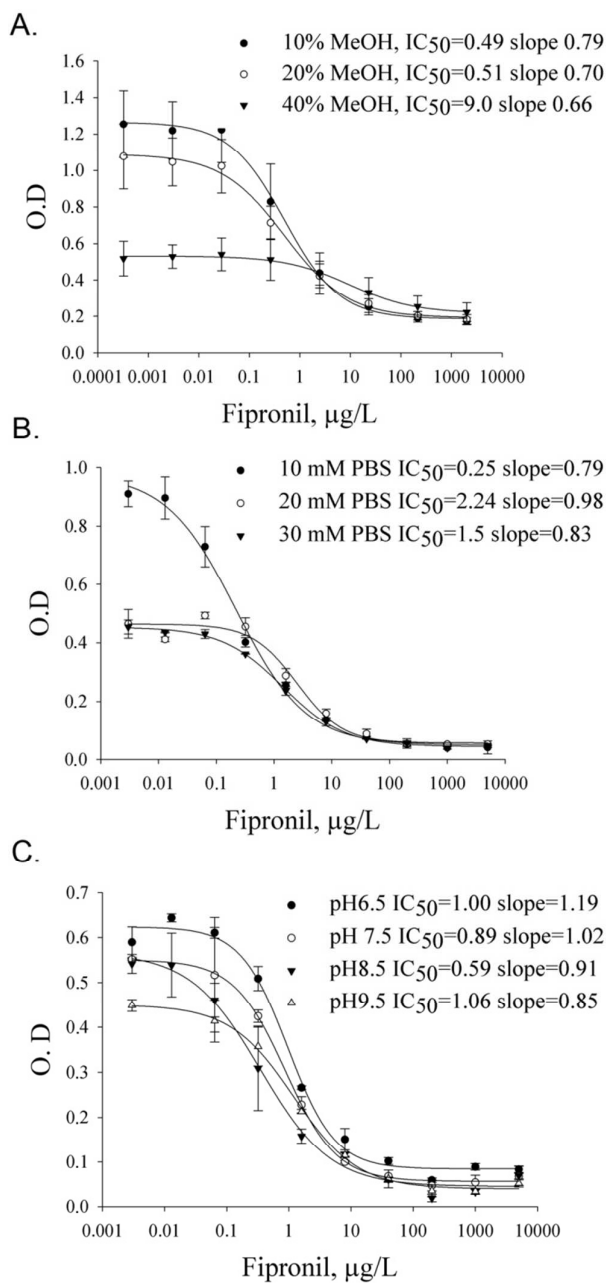 A.
10% MeOH, IC50=0.49 slope 0.79
20% MeOH, IC50=0.51 slope 0.70
40% MeOH, IC50=9.0 slope 0.66
1.6
1.4
1.2
1.0
0.8
0.6
0.4
0.2
0.0
O.D
0.0001 0.001 0.01 0.1 1 10 100 1000 10000
Fipronil, µg/L
B.
10 mM PBS IC50=0.25 slope=0.79
20 mM PBS IC50=2.24 slope=0.98
30 mM PBS IC50=1.5 slope=0.83
1.0
0.8
0.6
0.4
0.2
0.0
O.D
0.001 0.01 0.1 1 10 100 1000 10000
Fipronil, µg/L
C.
pH6.5 IC50=1.00 slope=1.19
pH 7.5 IC50=0.89 slope=1.02
pH8.5 IC50=0.59 slope=0.91
pH9.5 IC50=1.06 slope=0.85
0.7
0.6
0.5
0.4
0.3
0.2
0.1
0.0
O. D
0.001 0.01 0.1 1 10 100 1000 10000
Fipronil, µg/L